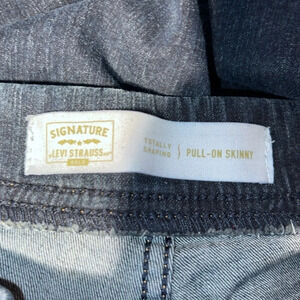 SIGNATURE
LEVI STRAUSS
GOLD
TOTALLY
SHAPING
PULL-ON SKINNY